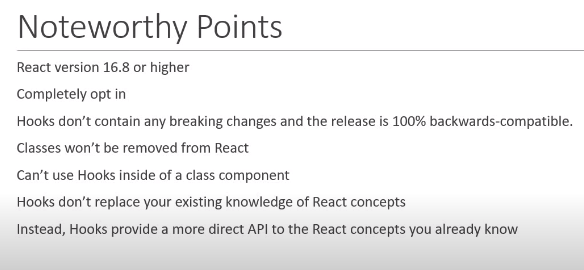 Noteworthy Points
React version 16.8 or higher
Completely opt in
Hooks don’t contain any breaking changes and the release is 100% backwards-compatible.
Classes won’t be removed from React
Can’t use Hooks inside of a class component
Hooks don’t replace your existing knowledge of React concepts
Instead, Hooks provide a more direct API to the React concepts you already know